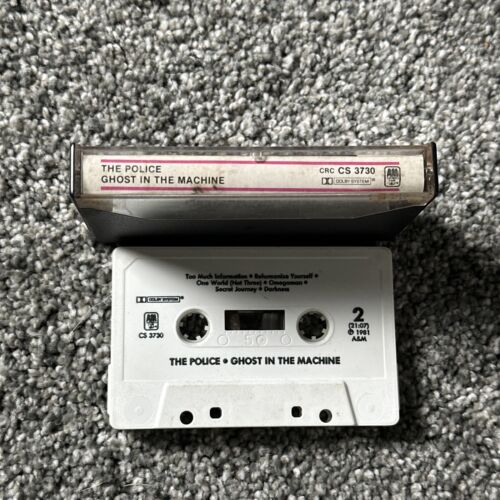 THE POLICE
GHOST IN THE MACHINE
CRC CS 3730
DOLBY SYSTEM®
A&M
Too Much Information • Rehumanize Yourself •
One World (Not Three) • Omegaman •
Secret Journey • Darkness
DOLBY SYSTEM®
A&M
CS 3730
50
2
(21:07)
℗ 1981
A&M
THE POLICE • GHOST IN THE MACHINE